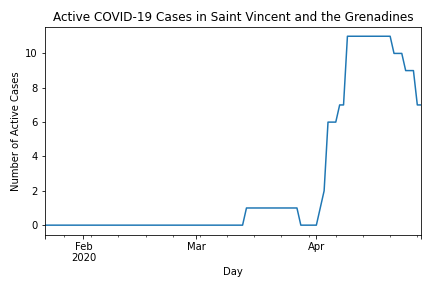 Active COVID-19 Cases in Saint Vincent and the Grenadines
Number of Active Cases
10
8
6
4
2
0
Feb
2020
Mar
Apr
Day